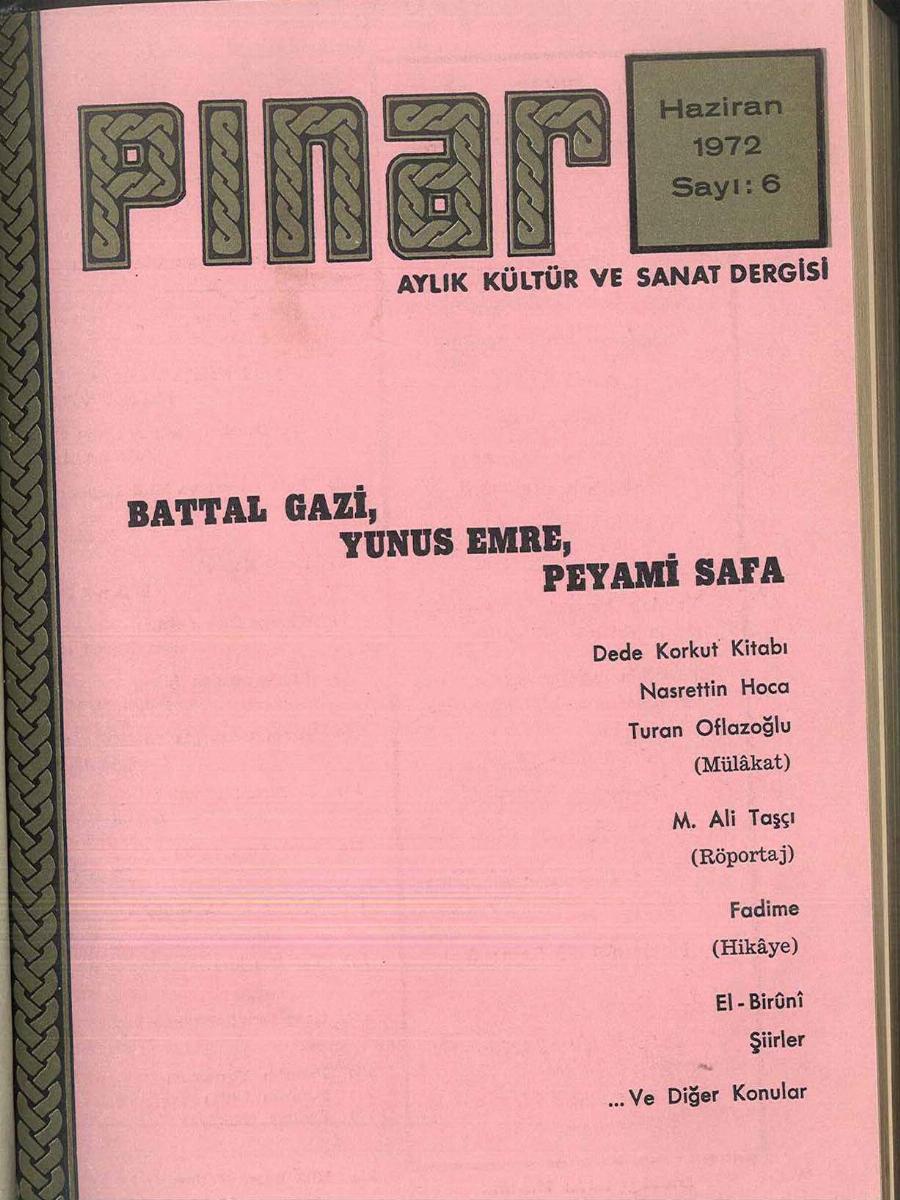 pınar
Haziran
1972
Sayı: 6
AYLIK KÜLTÜR VE SANAT DERGİSİ
BATTAL GAZİ,
YUNUS EMRE,
PEYAMİ SAFA
Dede Korkut Kitabı
Nasrettin Hoca
Turan Oflazoğlu
(Mülâkat)
M. Ali Taşçı
(Röportaj)
Fadime
(Hikâye)
El - Birûnî
Şiirler
... Ve Diğer Konular